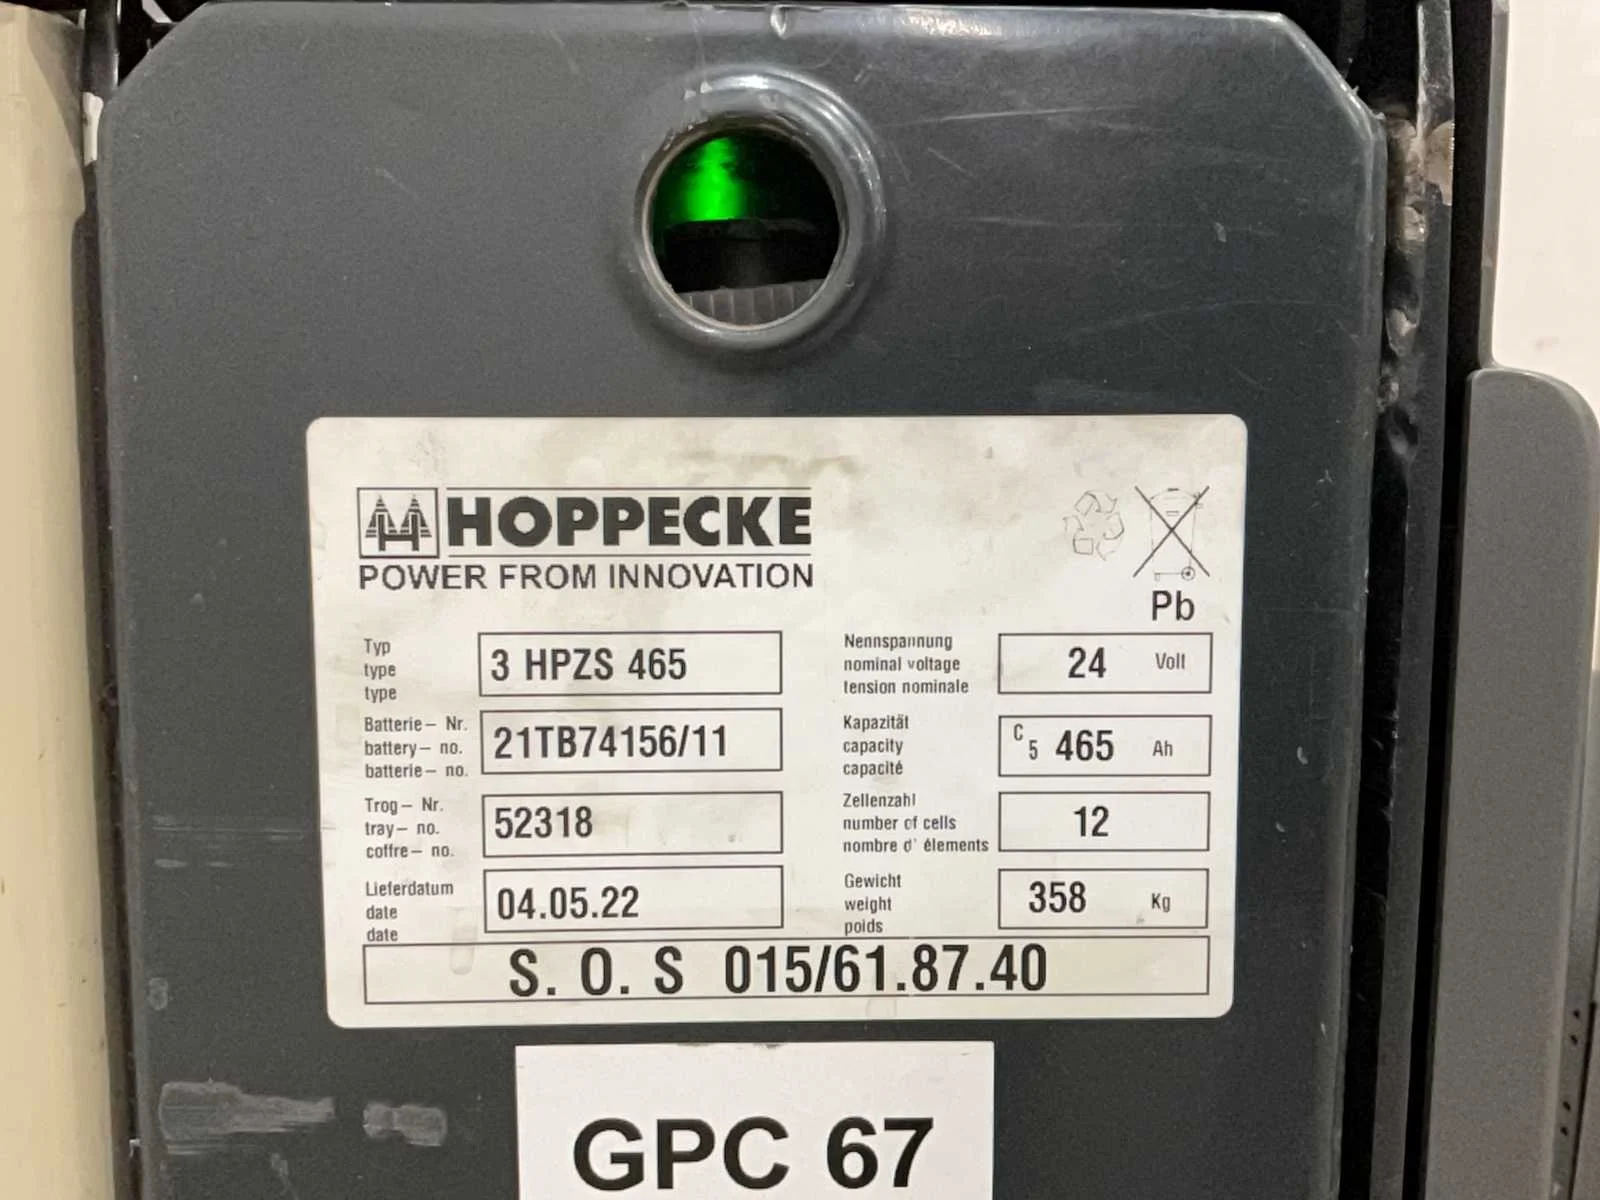 HOPPECKE
POWER FROM INNOVATION
Pb
Typ
type
type
3 HPZS 465
Nennspannung
nominal voltage
tension nominale
24 Volt
Batterie – Nr.
battery – no.
batterie – no.
21TB74156/11
Kapazität
capacity
capacité
C5 465 Ah
Trog – Nr.
tray – no.
coffre – no.
52318
Zellenzahl
number of cells
nombre d' élements
12
Lieferdatum
date
date
04.05.22
Gewicht
weight
poids
358 Kg
S. O. S 015/61.87.40
GPC 67